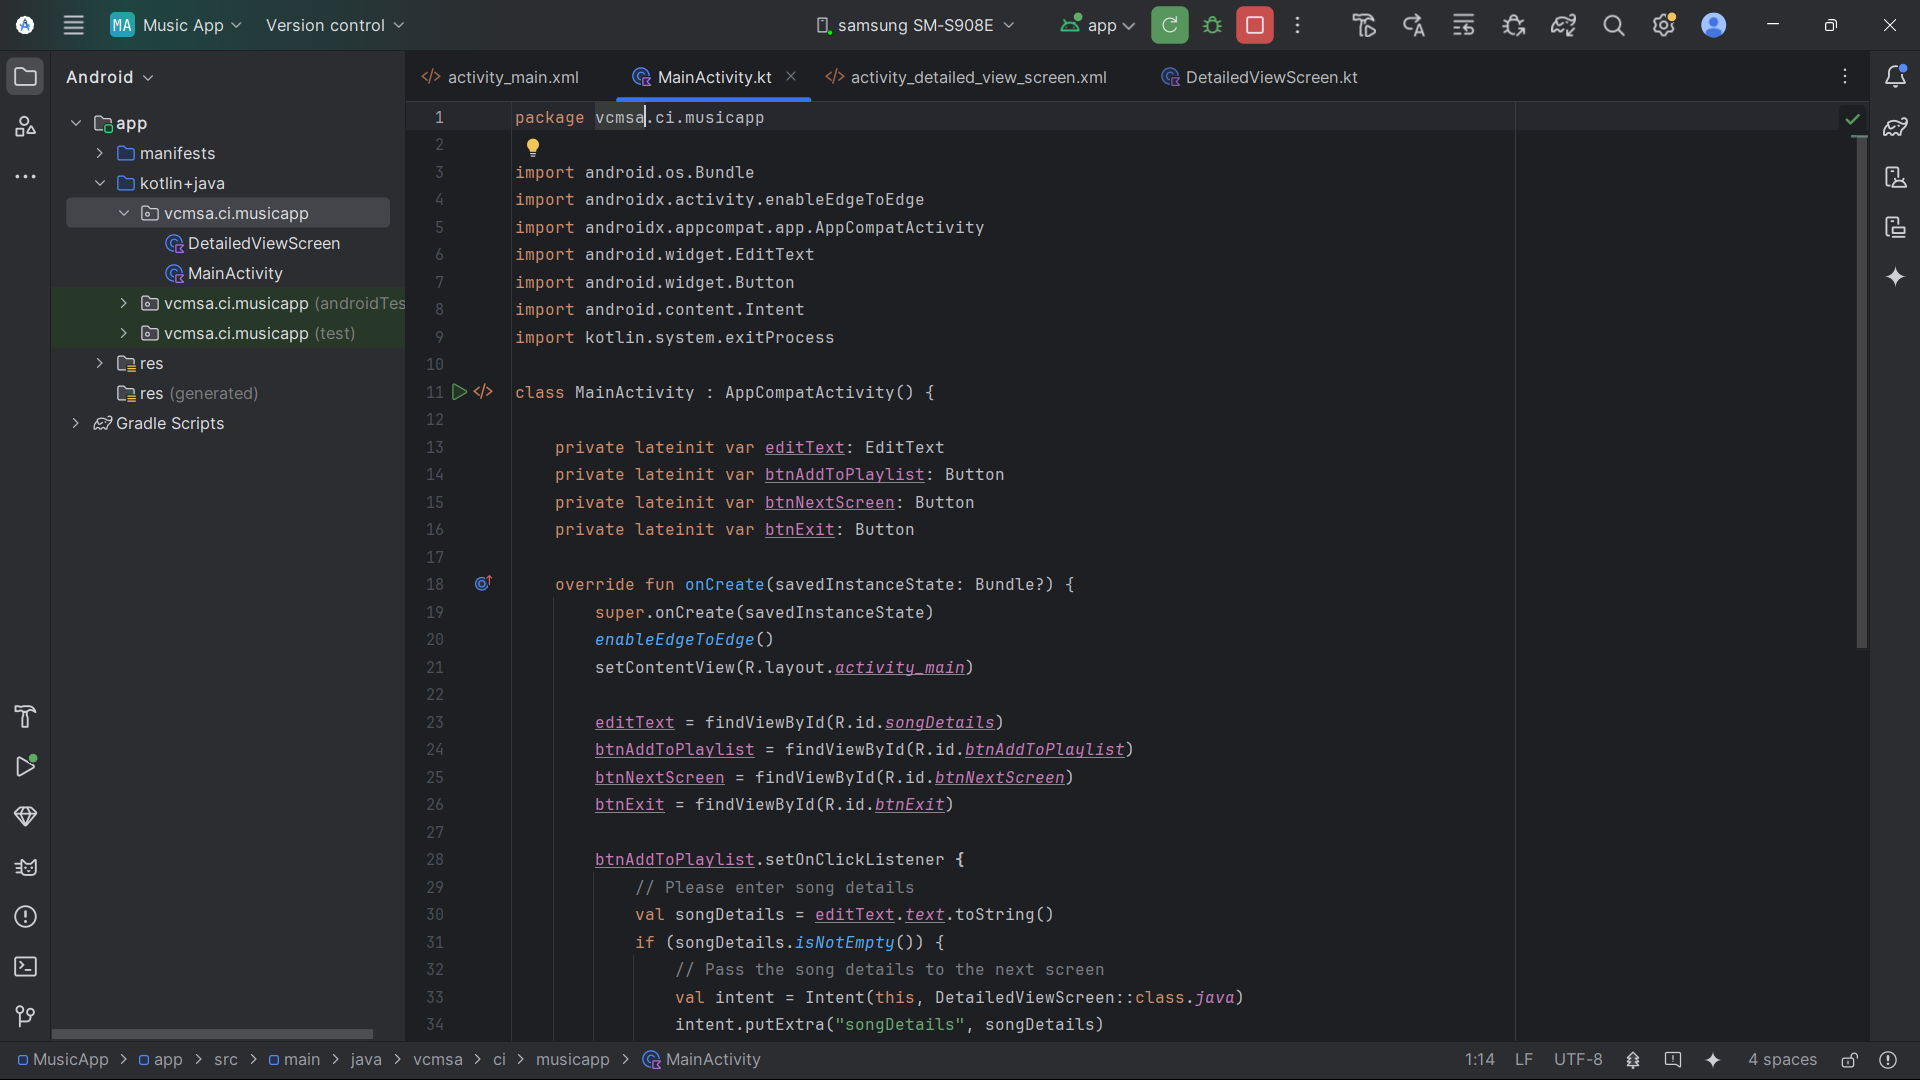 MA Music App Version control samsung SM-S908E app
Android
app
manifests
kotlin+java
vcmsa.ci.musicapp
DetailedViewScreen
MainActivity
vcmsa.ci.musicapp (androidTes
vcmsa.ci.musicapp (test)
res
res (generated)
Gradle Scripts
activity_main.xml MainActivity.kt activity_detailed_view_screen.xml DetailedViewScreen.kt
1 package vcmsa.ci.musicapp
2
3 import android.os.Bundle
4 import androidx.activity.enableEdgeToEdge
5 import androidx.appcompat.app.AppCompatActivity
6 import android.widget.EditText
7 import android.widget.Button
8 import android.content.Intent
9 import kotlin.system.exitProcess
10
11 class MainActivity : AppCompatActivity() {
12
13 private lateinit var editText: EditText
14 private lateinit var btnAddToPlaylist: Button
15 private lateinit var btnNextScreen: Button
16 private lateinit var btnExit: Button
17
18 override fun onCreate(savedInstanceState: Bundle?) {
19 super.onCreate(savedInstanceState)
20 enableEdgeToEdge()
21 setContentView(R.layout.activity_main)
22
23 editText = findViewById(R.id.songDetails)
24 btnAddToPlaylist = findViewById(R.id.btnAddToPlaylist)
25 btnNextScreen = findViewById(R.id.btnNextScreen)
26 btnExit = findViewById(R.id.btnExit)
27
28 btnAddToPlaylist.setOnClickListener {
29 // Please enter song details
30 val songDetails = editText.text.toString()
31 if (songDetails.isNotEmpty()) {
32 // Pass the song details to the next screen
33 val intent = Intent(this, DetailedViewScreen::class.java)
34 intent.putExtra("songDetails", songDetails)
MusicApp > app > src > main > java > vcmsa > ci > musicapp > MainActivity 1:14 LF UTF-8 4 spaces